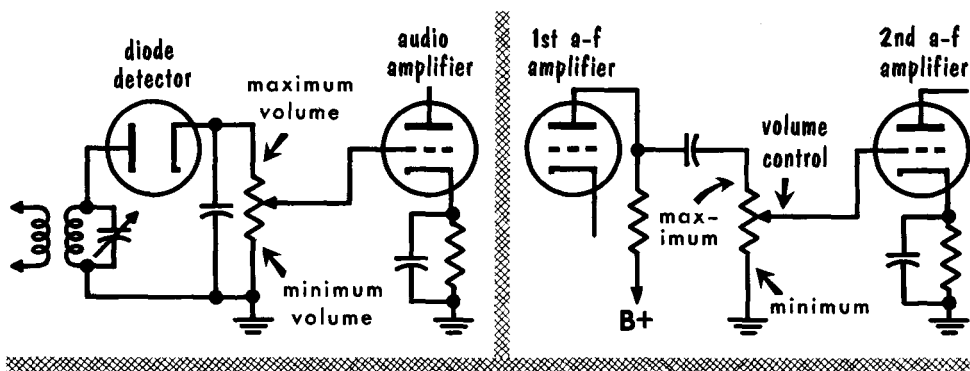 diode
detector
maximum
volume
audio
amplifier
minimum
volume
1st a-f
amplifier
2nd a-f
amplifier
volume
control
max-
imum
minimum
B+